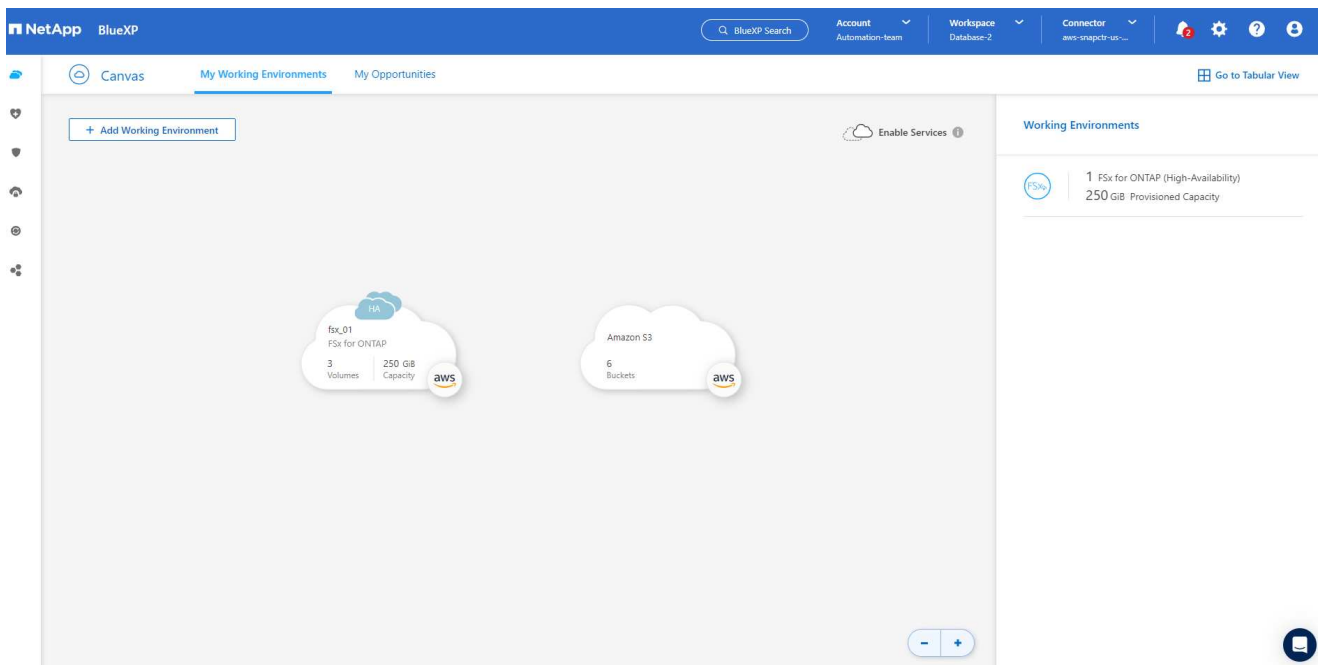 NetApp BlueXP
BlueXP Search
Account
Automation-team
Workspace
Database-2
Connector
aws-snapctr-us-...
2
Canvas
My Working Environments
My Opportunities
Go to Tabular View
+ Add Working Environment
Enable Services
Working Environments
FSx
1 FSx for ONTAP (High-Availability)
250 GiB Provisioned Capacity
HA
fsx_01
FSx for ONTAP
3
Volumes
250 GiB
Capacity
aws
Amazon S3
6
Buckets
aws
- +